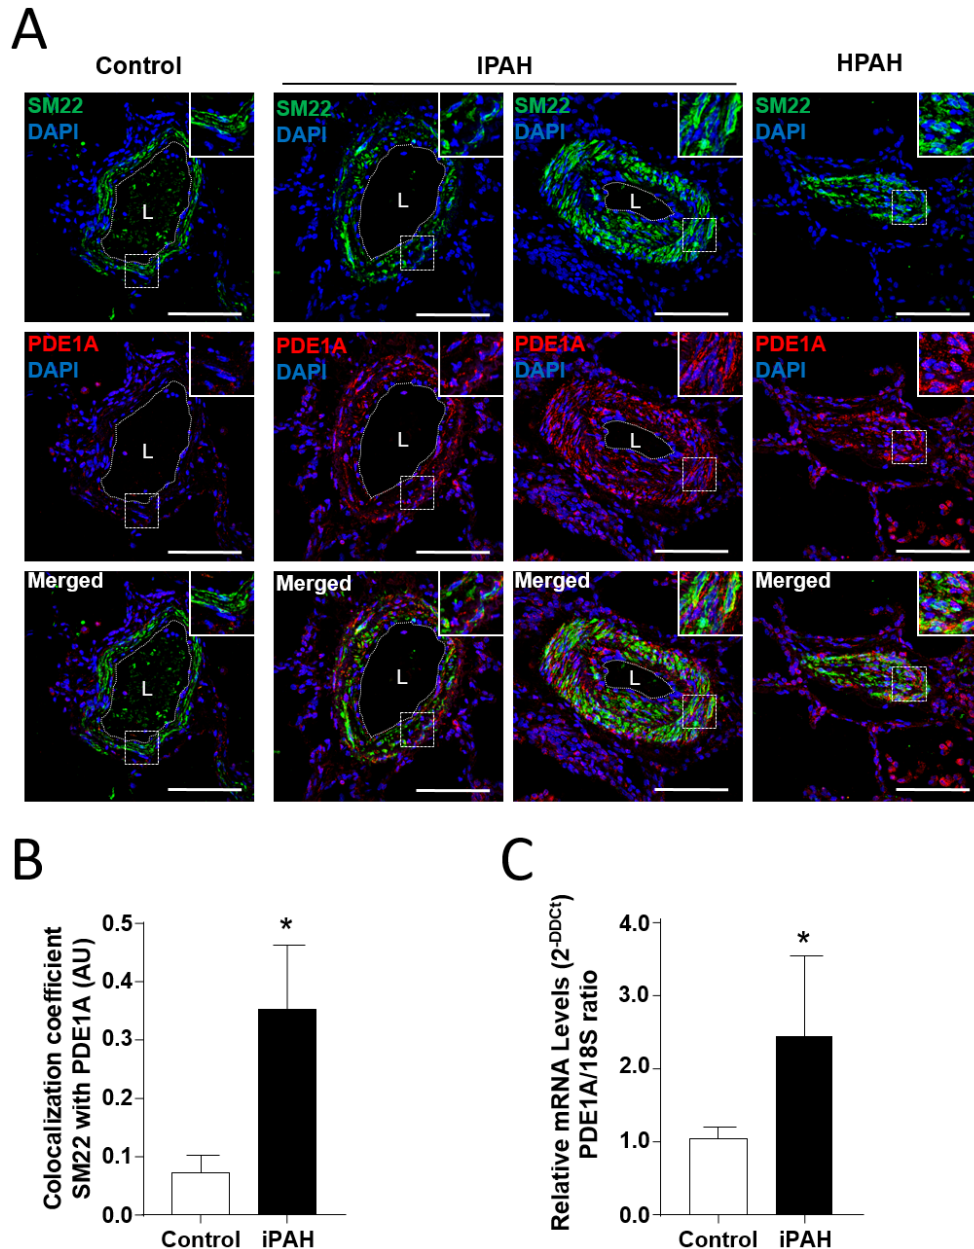 A
Control IPAH HPAH
SM22 SM22 SM22 SM22
DAPI DAPI DAPI DAPI
L L L
PDE1A PDE1A PDE1A PDE1A
DAPI DAPI DAPI DAPI
L L L
Merged Merged Merged Merged
L L L
B
Colocalization coefficient
SM22 with PDE1A (AU)
0.5
0.4
0.3
0.2
0.1
0.0
*
Control iPAH
C
Relative mRNA Levels (2^-DDCt)
PDE1A/18S ratio
4.0
3.0
2.0
1.0
0.0
*
Control iPAH